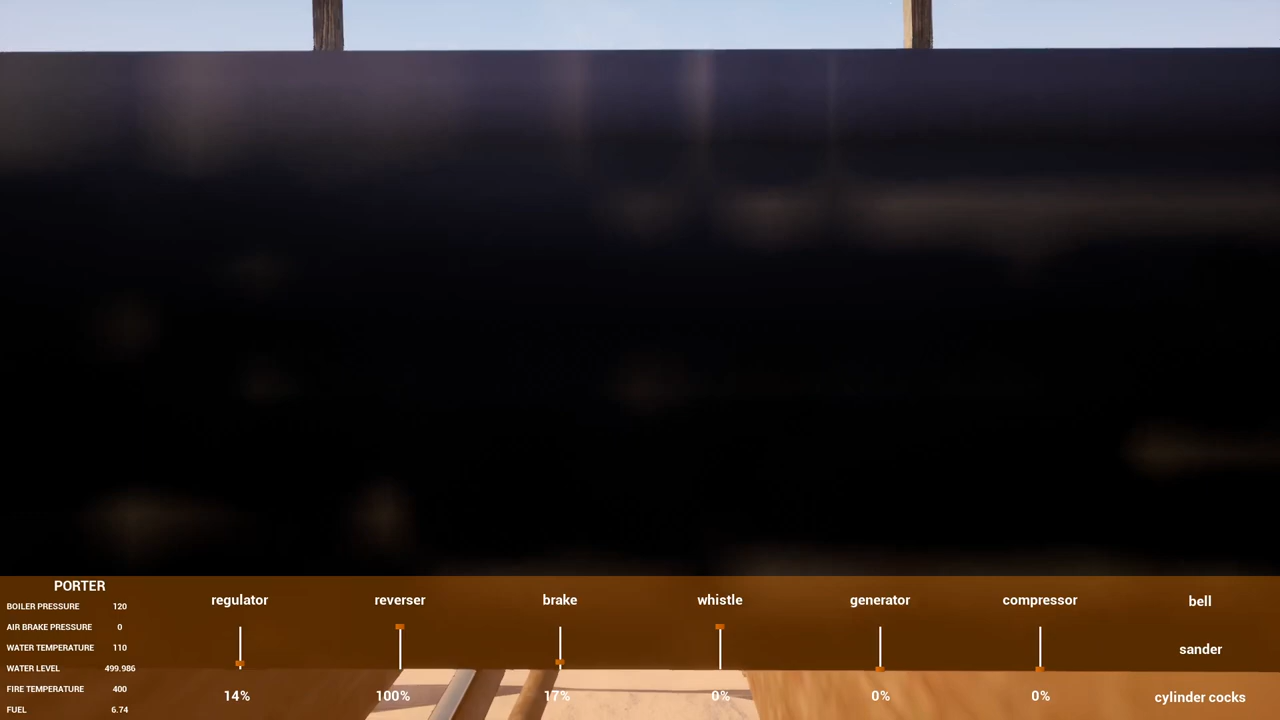 PORTER
BOILER PRESSURE 120
AIR BRAKE PRESSURE 0
WATER TEMPERATURE 110
WATER LEVEL 499.986
FIRE TEMPERATURE 400
FUEL 6.74
regulator reverser brake whistle generator compressor bell
sander
14% 100% 17% 0% 0% 0% cylinder cocks